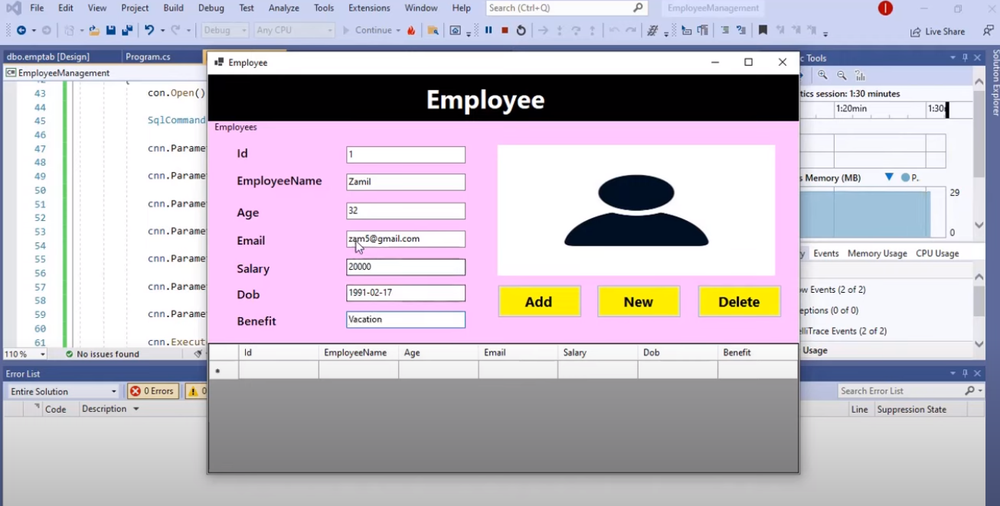 File Edit View Project Build Debug Test Analyze Tools Extensions Window Help Search (Ctrl+Q) EmployeeManagement
Debug Any CPU Continue Live Share
dbo.emptab [Design] Program.cs
EmployeeManagement
43 con.Open()
44
45 SqlCommand
46
47 cnn.Parame
48
49 cnn.Parame
50
51 cnn.Parame
52
53 cnn.Parame
54
55 cnn.Parame
56
57 cnn.Parame
58
59 cnn.Parame
60
61 cnn.Execut
110 % No issues found
Employee
Employee
Employees
Id 1
EmployeeName Zamil
Age 32
Email zam5@gmail.com
Salary 20000
Dob 1991-02-17
Benefit Vacation
Add New Delete
Id EmployeeName Age Email Salary Dob Benefit
*
c Tools
tics session: 1:30 minutes
1:20min 1:30
s Memory (MB) P..
29
0
y Events Memory Usage CPU Usage
ow Events (2 of 2)
eptions (0 of 0)
elliTrace Events (2 of 2)
Usage
Solution Explorer
Error List
Entire Solution 0 Errors 0 Search Error List
Code Description Line Suppression State